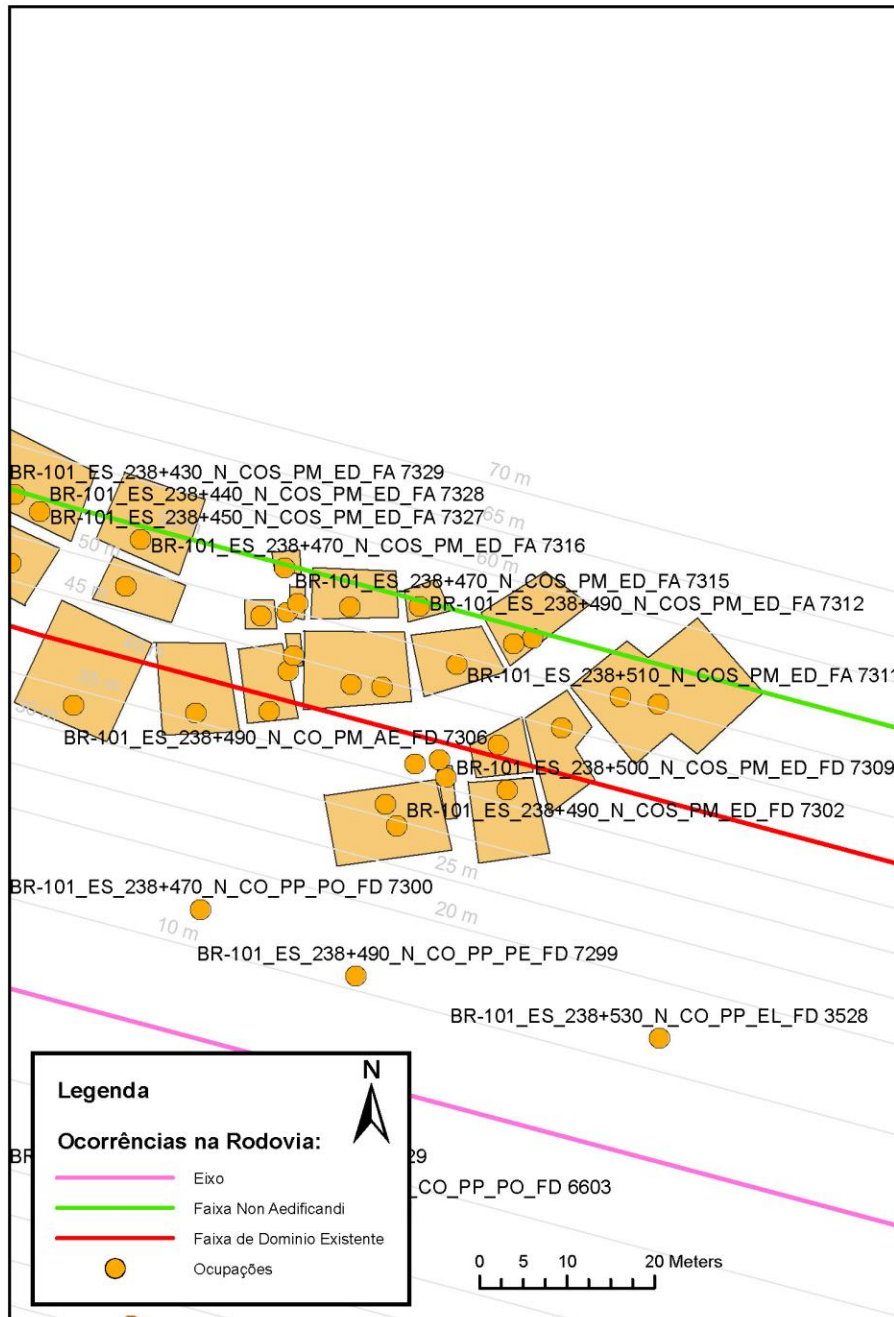 70 m
BR-101_ES_238+430_N_COS_PM_ED_FA 7329
BR-101_ES_238+440_N_COS_PM_ED_FA 7328
BR-101_ES_238+450_N_COS_PM_ED_FA 7327
65 m
50 m
BR-101_ES_238+470_N_COS_PM_ED_FA 7316
60 m
45 m
BR-101_ES_238+470_N_COS_PM_ED_FA 7315
BR-101_ES_238+490_N_COS_PM_ED_FA 7312
35 m
BR-101_ES_238+510_N_COS_PM_ED_FA 7311
30 m
BR-101_ES_238+490_N_CO_PM_AE_FD 7306
BR-101_ES_238+500_N_COS_PM_ED_FD 7309
BR-101_ES_238+490_N_COS_PM_ED_FD 7302
25 m
BR-101_ES_238+470_N_CO_PP_PO_FD 7300
20 m
10 m
BR-101_ES_238+490_N_CO_PP_PE_FD 7299
BR-101_ES_238+530_N_CO_PP_EL_FD 3528
N
Legenda
Ocorrências na Rodovia:
BR
29
Eixo
CO_PP_PO_FD 6603
Faixa Non Aedificandi
Faixa de Dominio Existente
Ocupações
0 5 10 20 Meters